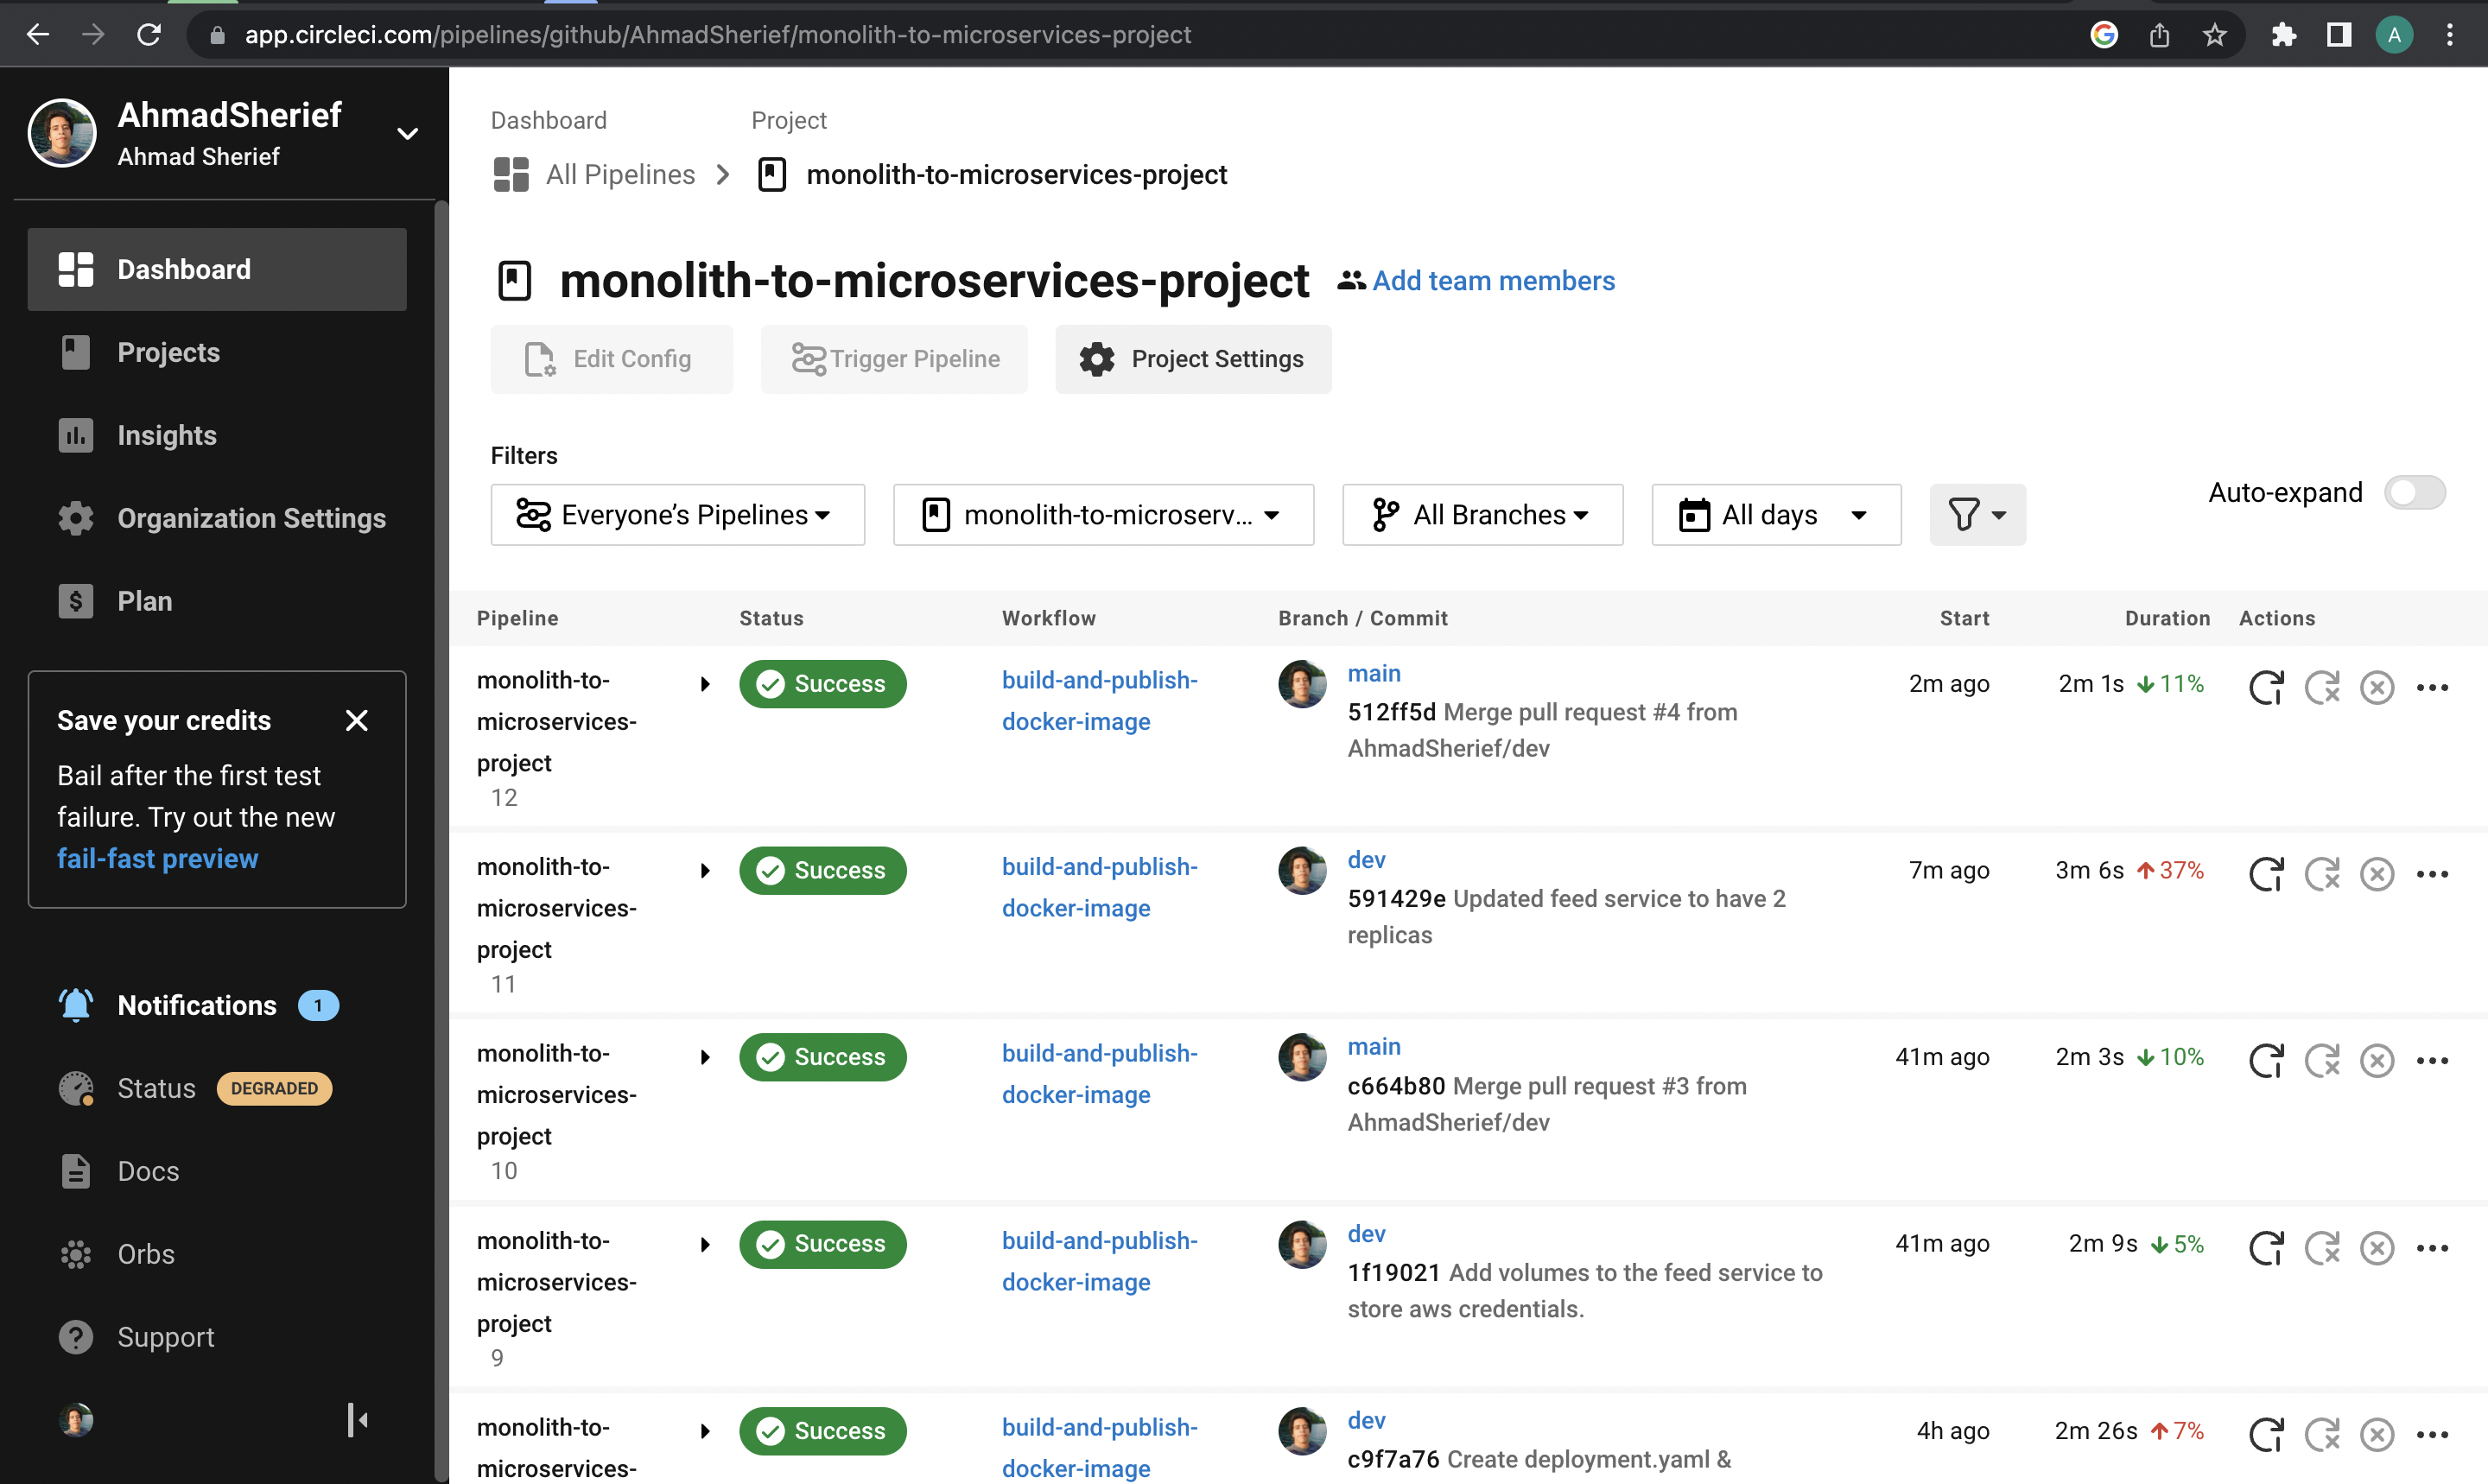 app.circleci.com/pipelines/github/AhmadSherief/monolith-to-microservices-project
A
AhmadSherief
Ahmad Sherief
Dashboard
Projects
Insights
Organization Settings
Plan
Save your credits
Bail after the first test
failure. Try out the new
fail-fast preview
Notifications 1
Status DEGRADED
Docs
Orbs
Support
Dashboard Project
All Pipelines monolith-to-microservices-project
monolith-to-microservices-project Add team members
Edit Config Trigger Pipeline Project Settings
Filters
Everyone’s Pipelines monolith-to-microserv... All Branches All days Auto-expand
Pipeline Status Workflow Branch / Commit Start Duration Actions
monolith-to-
microservices-
project
12
Success
build-and-publish-
docker-image
main
512ff5d Merge pull request #4 from
AhmadSherief/dev
2m ago
2m 1s 11%
monolith-to-
microservices-
project
11
Success
build-and-publish-
docker-image
dev
591429e Updated feed service to have 2
replicas
7m ago
3m 6s 37%
monolith-to-
microservices-
project
10
Success
build-and-publish-
docker-image
main
c664b80 Merge pull request #3 from
AhmadSherief/dev
41m ago
2m 3s 10%
monolith-to-
microservices-
project
9
Success
build-and-publish-
docker-image
dev
1f19021 Add volumes to the feed service to
store aws credentials.
41m ago
2m 9s 5%
monolith-to-
microservices-
Success
build-and-publish-
docker-image
dev
c9f7a76 Create deployment.yaml &
4h ago
2m 26s 7%